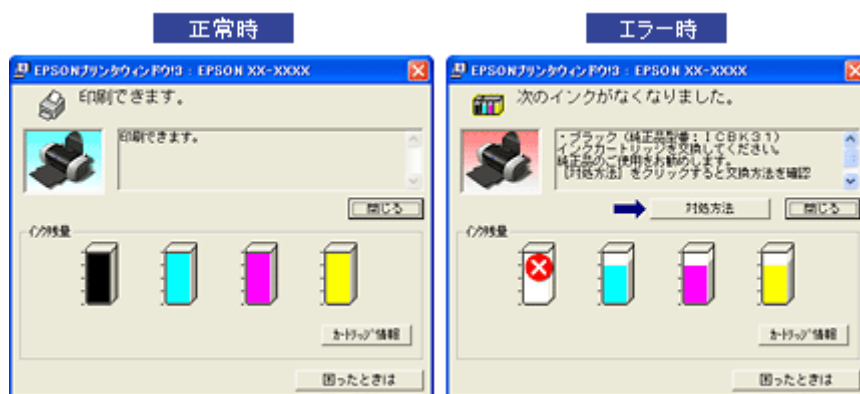 正常時
EPSONプリンタウィンドウ!3 : EPSON XX-XXXX
印刷できます。
印刷できます。
閉じる
インク残量
カートリッジ情報
困ったときは
エラー時
EPSONプリンタウィンドウ!3 : EPSON XX-XXXX
次のインクがなくなりました。
・ブラック（純正品型番：ICBK31）
インクカートリッジを交換してください。
純正品のご使用をお勧めします。
［対処方法］をクリックすると交換方法を確認
対処方法
閉じる
インク残量
カートリッジ情報
困ったときは